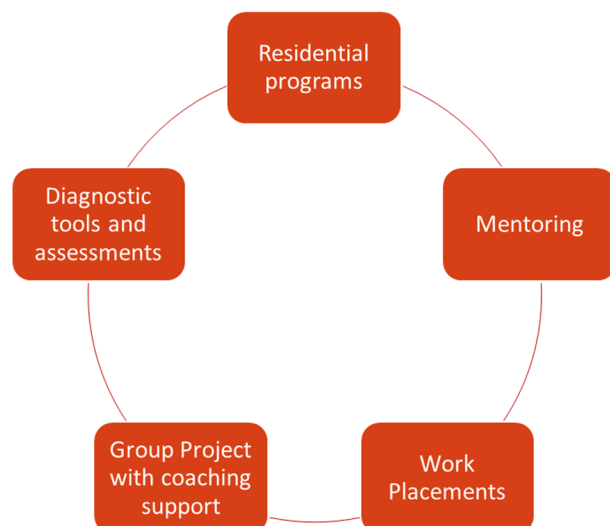 Residential
programs
Mentoring
Work
Placements
Group Project
with coaching
support
Diagnostic
tools and
assessments